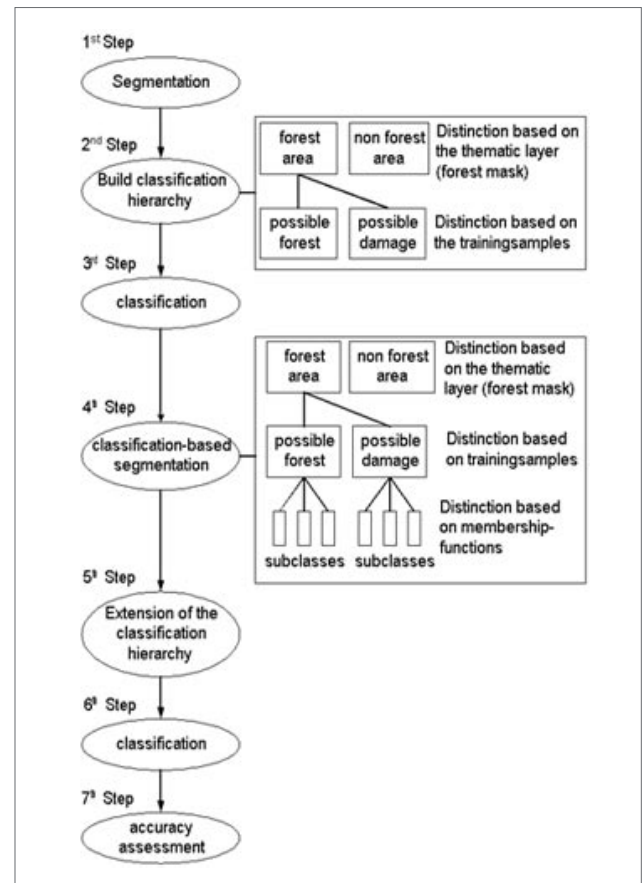 1st Step
Segmentation
2nd Step
Build classification
hierarchy
forest
area
non forest
area
Distinction based on
the thematic layer
(forest mask)
possible
forest
possible
damage
Distinction based on
the trainingsamples
3rd Step
classification
4$ Step
classification-based
segmentation
forest
area
non forest
area
Distinction based
on the thematic
layer (forest mask)
possible
forest
possible
damage
Distinction based
on trainingsamples
subclasses
subclasses
Distinction based
on membership-
functions
5$ Step
Extension of the
classification
hierarchy
6$ Step
classification
7$ Step
accuracy
assessment